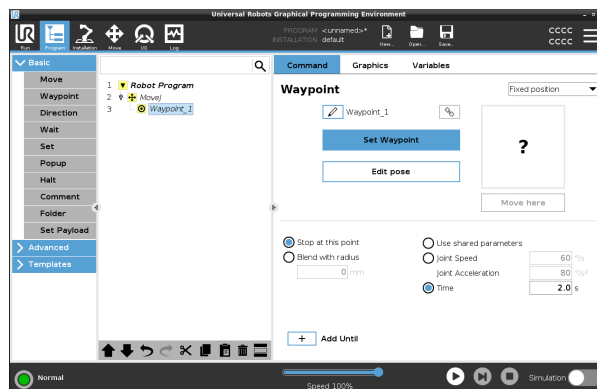 Universal Robots Graphical Programming Environment
Run
Program
Installation
Move
I/O
Log
PROGRAM <unnamed>*
INSTALLATION default
New...
Open...
Save...
CCCC
CCCC
Basic
Move
Waypoint
Direction
Wait
Set
Popup
Halt
Comment
Folder
Set Payload
Advanced
Templates
1 Robot Program
2 MoveJ
3 Waypoint_1
Command Graphics Variables
Waypoint
Fixed position
Waypoint_1
Set Waypoint
Edit pose
?
Move here
Stop at this point
Blend with radius
0 mm
Use shared parameters
Joint Speed 60 °/s
Joint Acceleration 80 °/s²
Time 2.0 s
+ Add Until
Normal
Speed 100%
Simulation